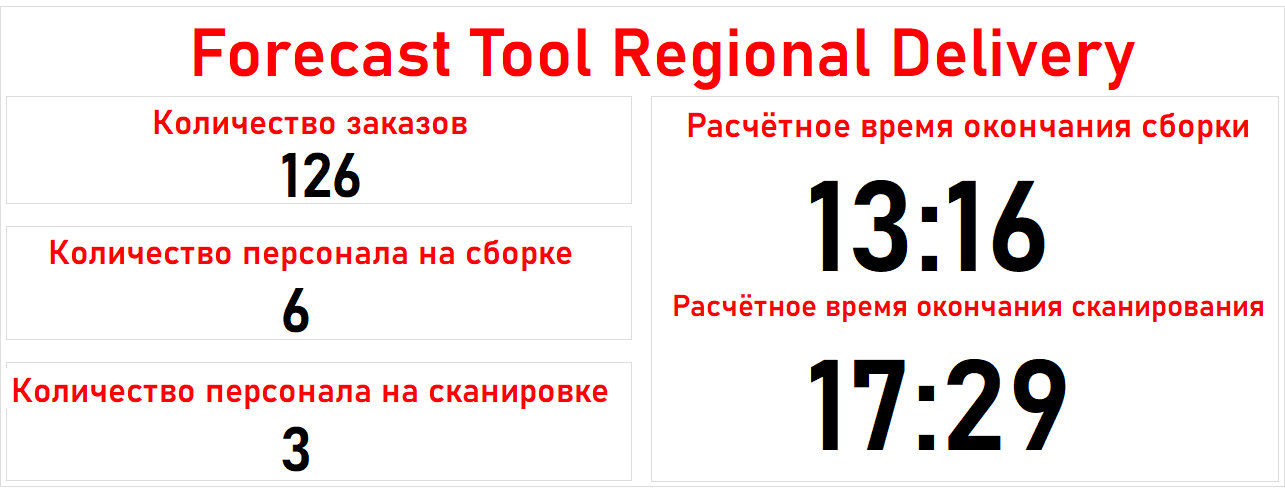 Forecast Tool Regional Delivery
Количество заказов
126
Количество персонала на сборке
6
Количество персонала на сканировке
3
Расчётное время окончания сборки
13:16
Расчётное время окончания сканирования
17:29